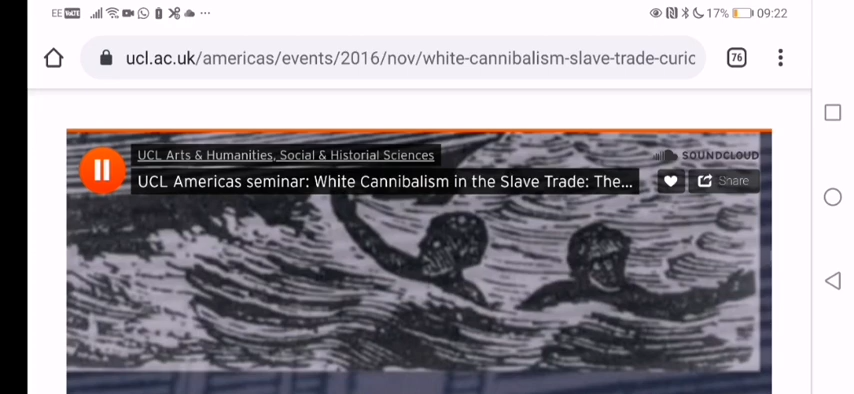 EE VoLTE 17% 09:22
ucl.ac.uk/americas/events/2016/nov/white-cannibalism-slave-trade-curic
76
UCL Arts & Humanities, Social & Historial Sciences
SOUNDCLOUD
UCL Americas seminar: White Cannibalism in the Slave Trade: The...
Share